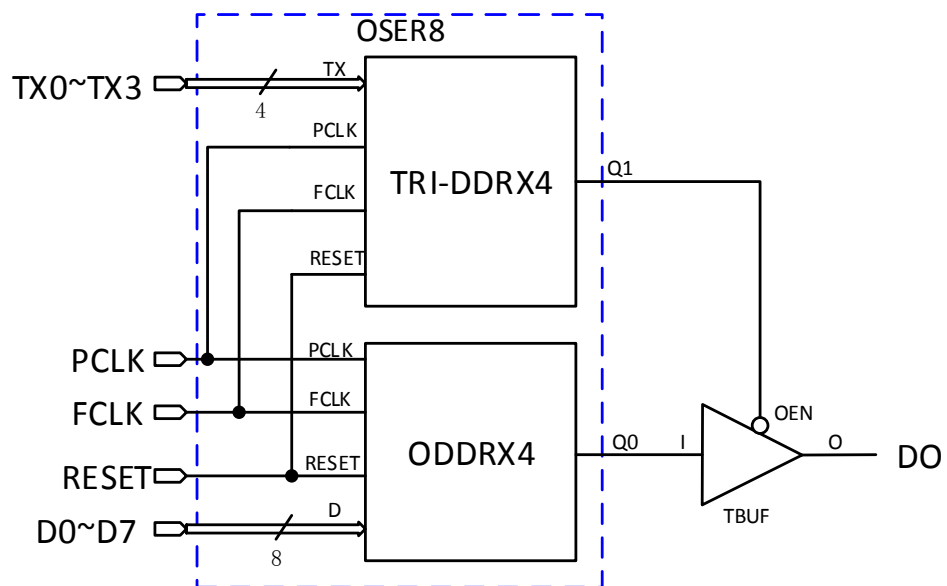 OSER8
TX0~TX3
TX
4
PCLK
FCLK
RESET
TRI-DDRX4
Q1
PCLK
PCLK
FCLK
FCLK
RESET
RESET
D0~D7
D
8
ODDRX4
Q0
I
OEN
O
DO
TBUF